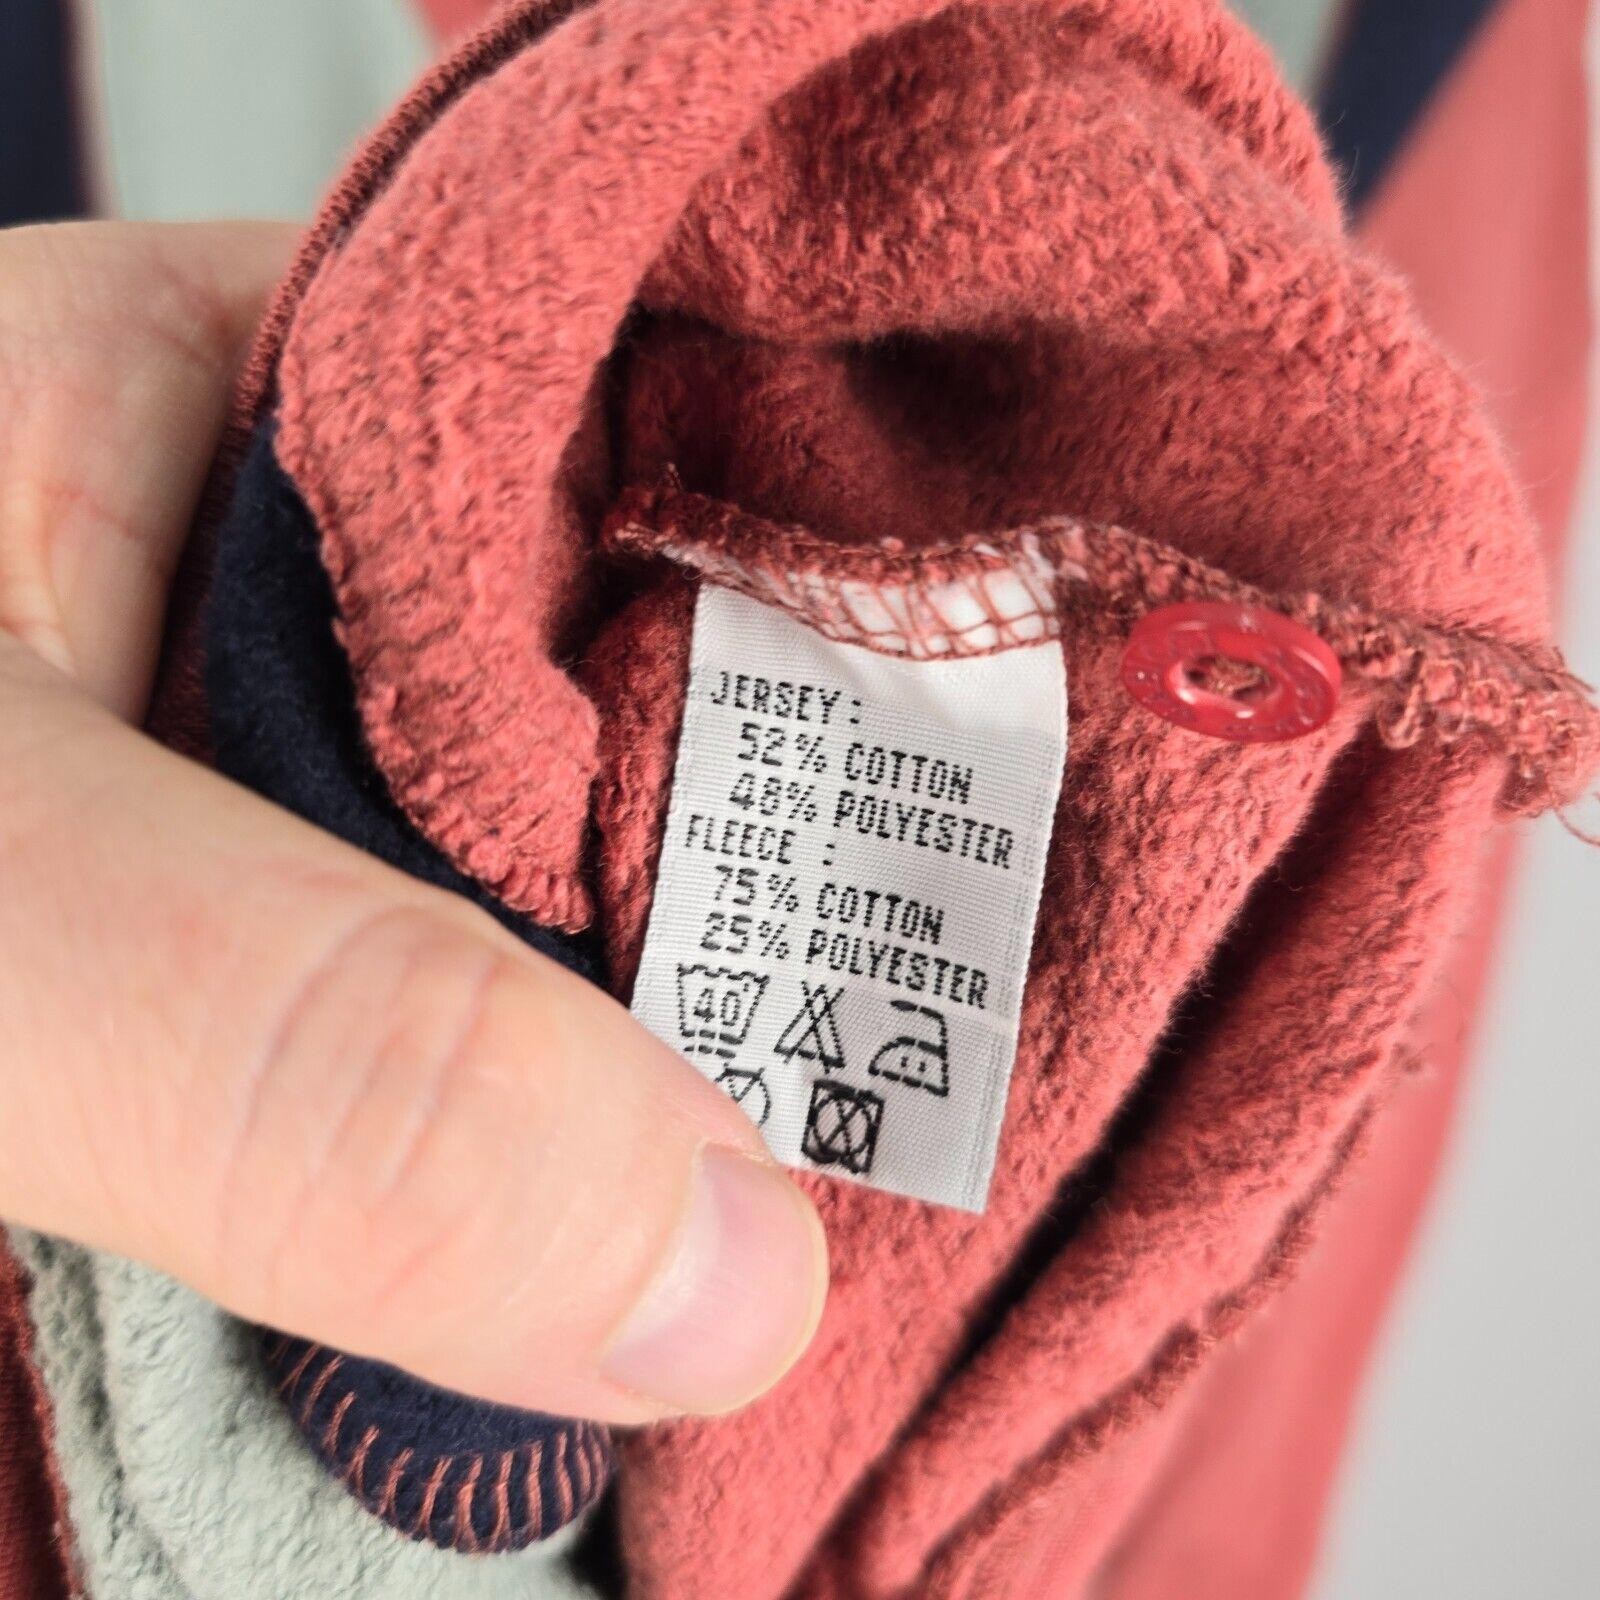 JERSEY:
52% COTTON
48% POLYESTER
FLEECE :
75% COTTON
25% POLYESTER
40°